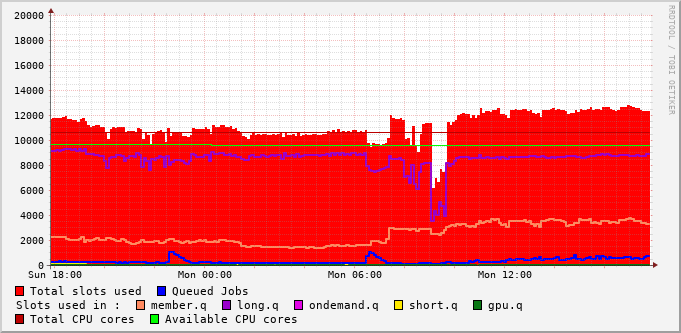 20000
18000
16000
14000
12000
10000
8000
6000
4000
2000
0
Sun 18:00 Mon 00:00 Mon 06:00 Mon 12:00
RRDTOOL / TOBI OETIKER
Total slots used Queued Jobs
Slots used in : member.q long.q ondemand.q short.q gpu.q
Total CPU cores Available CPU cores